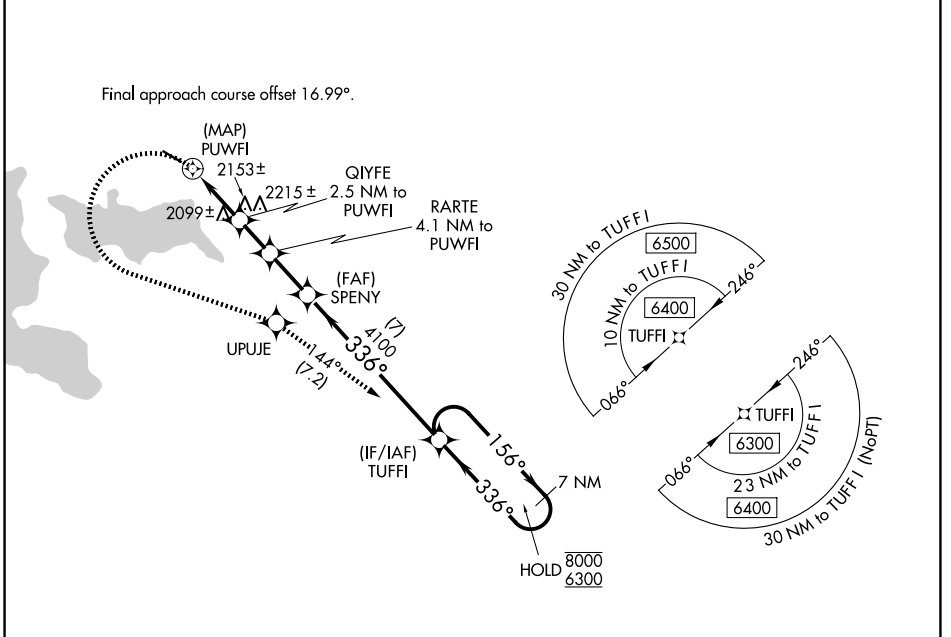 Final approach course offset 16.99°.
(MAP)
PUWFI
2153±
2215±
2099±
QIYFE
2.5 NM to
PUWFI
RARTE
4.1 NM to
PUWFI
(FAF)
SPENY
(7)
4100
336°
UPUJE
144°
(7.2)
(IF/IAF)
TUFFI
156°
336°
7 NM
HOLD 8000
6300
30 NM to TUFFI
6500
10 NM to TUFFI
6400
246°
TUFFI
066°
246°
TUFFI
066°
6300
23 NM to TUFFI
6400
30 NM to TUFFI (NoPT)